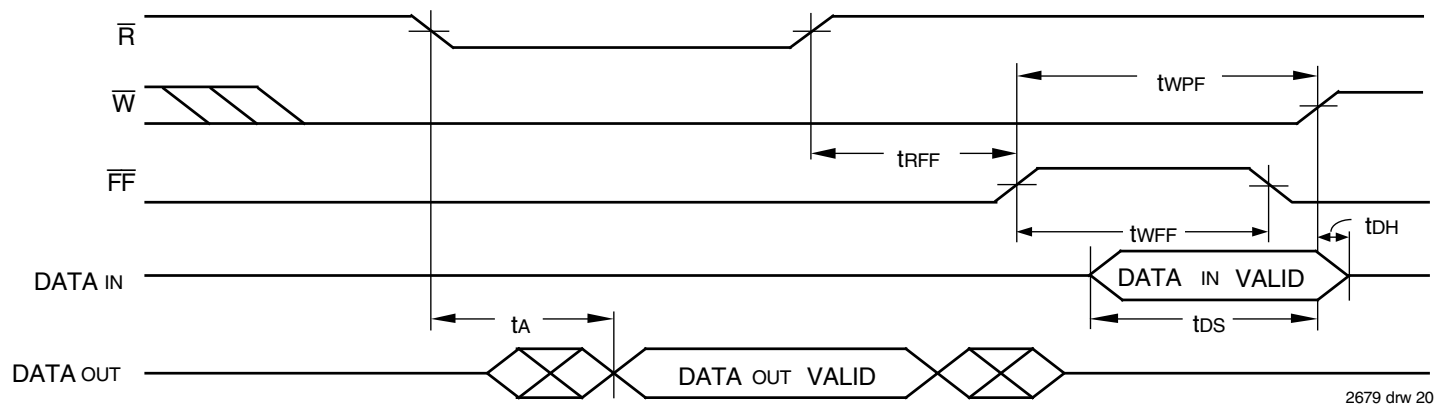 R
tWPF
W
tRFF
FF
tDH
tWFF
DATA IN
DATA IN VALID
tA
tDS
DATA OUT
DATA OUT VALID
2679 drw 20